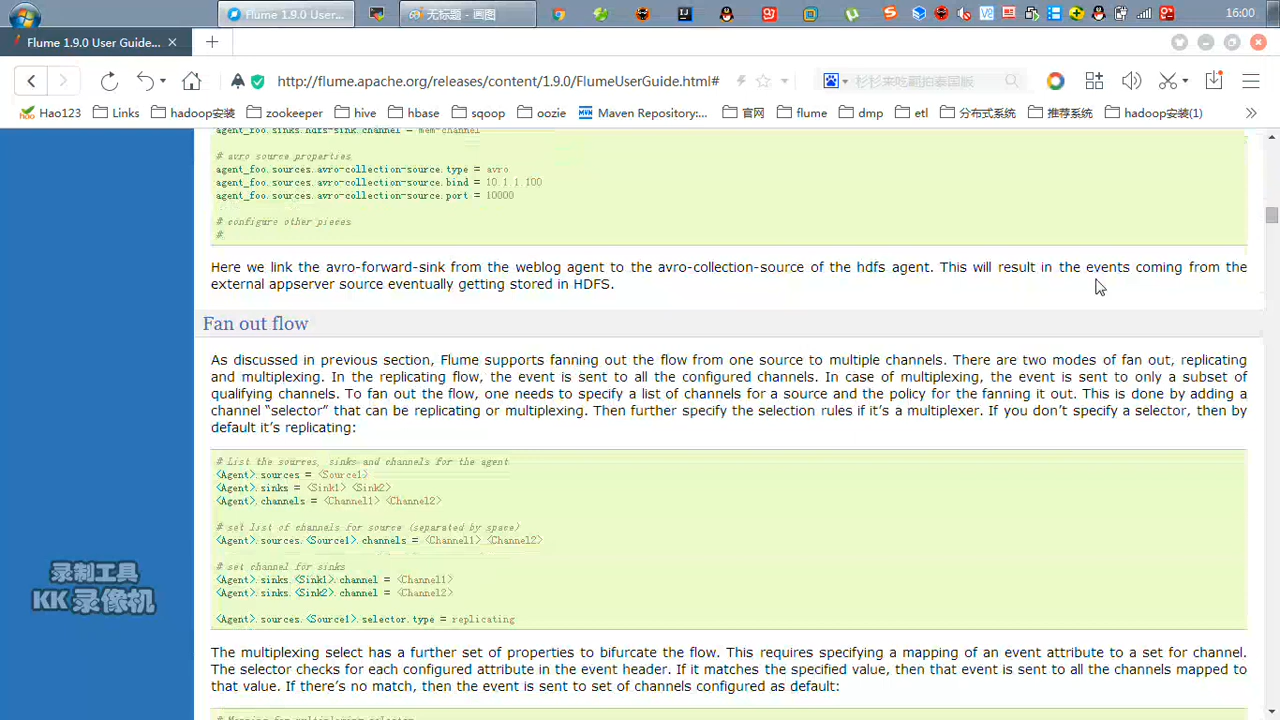 Flume 1.9.0 User...
无标题 - 画图
16:00
Flume 1.9.0 User Guide...
http://flume.apache.org/releases/content/1.9.0/FlumeUserGuide.html#
杉杉来吃翻拍泰国版
Hao123 Links hadoop安装 zookeeper hive hbase sqoop oozie Maven Repository:... 官网 flume dmp etl 分布式系统 推荐系统 hadoop安装(1)
agent_foo.sinks.hdfs-sink.channel = mem-channel
# avro source properties
agent_foo.sources.avro-collection-source.type = avro
agent_foo.sources.avro-collection-source.bind = 10.1.1.100
agent_foo.sources.avro-collection-source.port = 10000
# configure other pieces
#
Here we link the avro-forward-sink from the weblog agent to the avro-collection-source of the hdfs agent. This will result in the events coming from the
external appserver source eventually getting stored in HDFS.
Fan out flow
As discussed in previous section, Flume supports fanning out the flow from one source to multiple channels. There are two modes of fan out, replicating
and multiplexing. In the replicating flow, the event is sent to all the configured channels. In case of multiplexing, the event is sent to only a subset of
qualifying channels. To fan out the flow, one needs to specify a list of channels for a source and the policy for the fanning it out. This is done by adding a
channel “selector” that can be replicating or multiplexing. Then further specify the selection rules if it’s a multiplexer. If you don’t specify a selector, then by
default it’s replicating:
# List the sources, sinks and channels for the agent
<Agent>.sources = <Source1>
<Agent>.sinks = <Sink1> <Sink2>
<Agent>.channels = <Channel1> <Channel2>
# set list of channels for source (separated by space)
<Agent>.sources.<Source1>.channels = <Channel1> <Channel2>
# set channel for sinks
<Agent>.sinks.<Sink1>.channel = <Channel1>
<Agent>.sinks.<Sink2>.channel = <Channel2>
<Agent>.sources.<Source1>.selector.type = replicating
The multiplexing select has a further set of properties to bifurcate the flow. This requires specifying a mapping of an event attribute to a set for channel.
The selector checks for each configured attribute in the event header. If it matches the specified value, then that event is sent to all the channels mapped to
that value. If there’s no match, then the event is sent to set of channels configured as default:
# Mapping for multiplexing selector
录制工具
KK 录像机